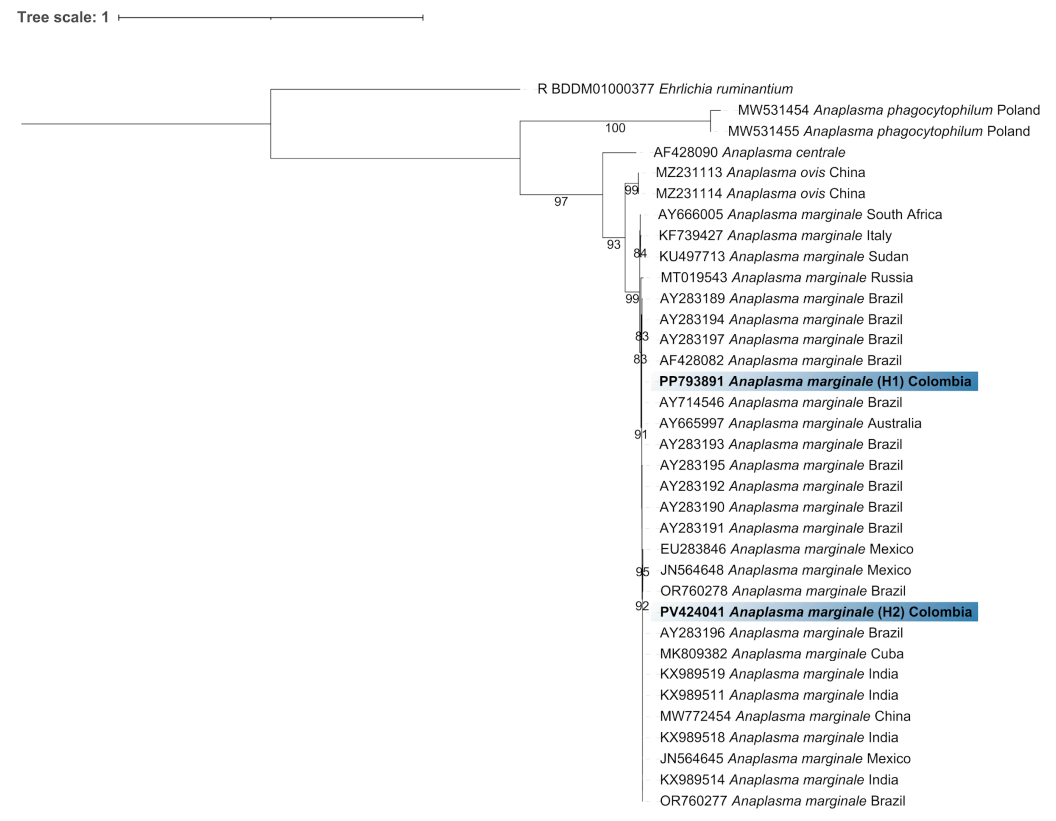 Tree scale: 1
R BDDM01000377 Ehrlichia ruminantium
MW531454 Anaplasma phagocytophilum Poland
100
MW531455 Anaplasma phagocytophilum Poland
AF428090 Anaplasma centrale
MZ231113 Anaplasma ovis China
99
MZ231114 Anaplasma ovis China
97
AY666005 Anaplasma marginale South Africa
KF739427 Anaplasma marginale Italy
93
84
KU497713 Anaplasma marginale Sudan
MT019543 Anaplasma marginale Russia
99
AY283189 Anaplasma marginale Brazil
AY283194 Anaplasma marginale Brazil
83
AY283197 Anaplasma marginale Brazil
83
AF428082 Anaplasma marginale Brazil
PP793891 Anaplasma marginale (H1) Colombia
AY714546 Anaplasma marginale Brazil
AY665997 Anaplasma marginale Australia
91
AY283193 Anaplasma marginale Brazil
AY283195 Anaplasma marginale Brazil
AY283192 Anaplasma marginale Brazil
AY283190 Anaplasma marginale Brazil
AY283191 Anaplasma marginale Brazil
EU283846 Anaplasma marginale Mexico
95
JN564648 Anaplasma marginale Mexico
OR760278 Anaplasma marginale Brazil
92
PV424041 Anaplasma marginale (H2) Colombia
AY283196 Anaplasma marginale Brazil
MK809382 Anaplasma marginale Cuba
KX989519 Anaplasma marginale India
KX989511 Anaplasma marginale India
MW772454 Anaplasma marginale China
KX989518 Anaplasma marginale India
JN564645 Anaplasma marginale Mexico
KX989514 Anaplasma marginale India
OR760277 Anaplasma marginale Brazil